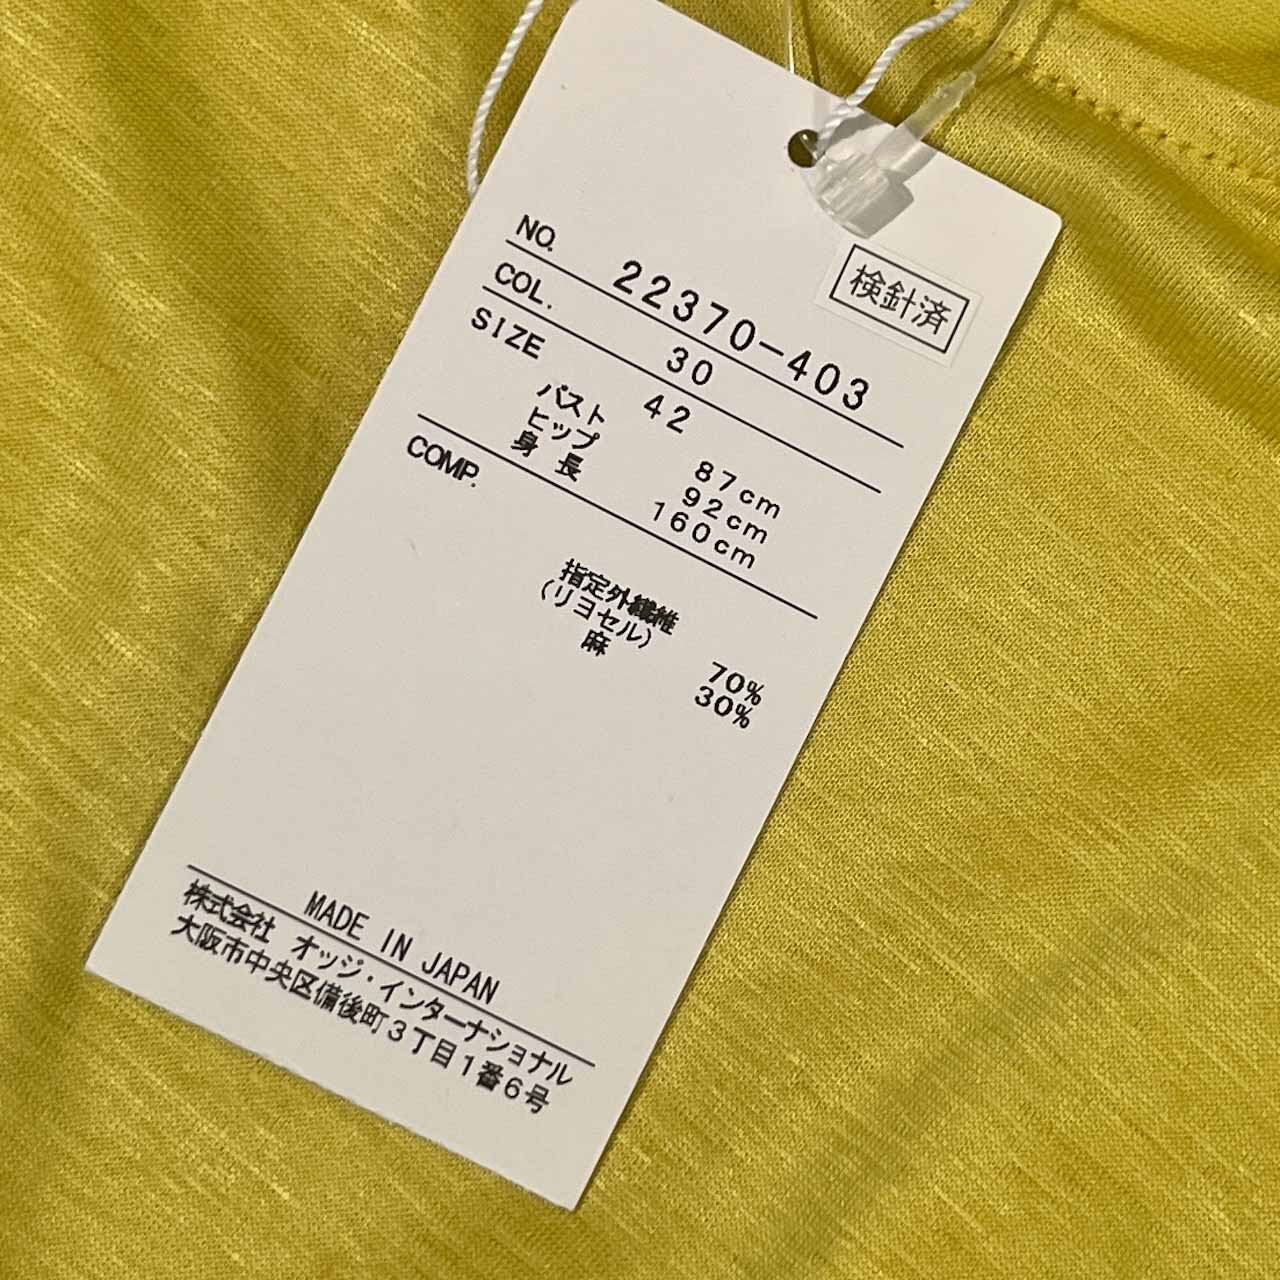 検針済
NO. 22370-403
COL. 30
SIZE 42
バスト 87cm
ヒップ 92cm
身長 160cm
COMP.
指定外繊維
(リヨセル) 70%
麻 30%
MADE IN JAPAN
株式会社 オッジ・インターナショナル
大阪市中央区備後町3丁目1番6号